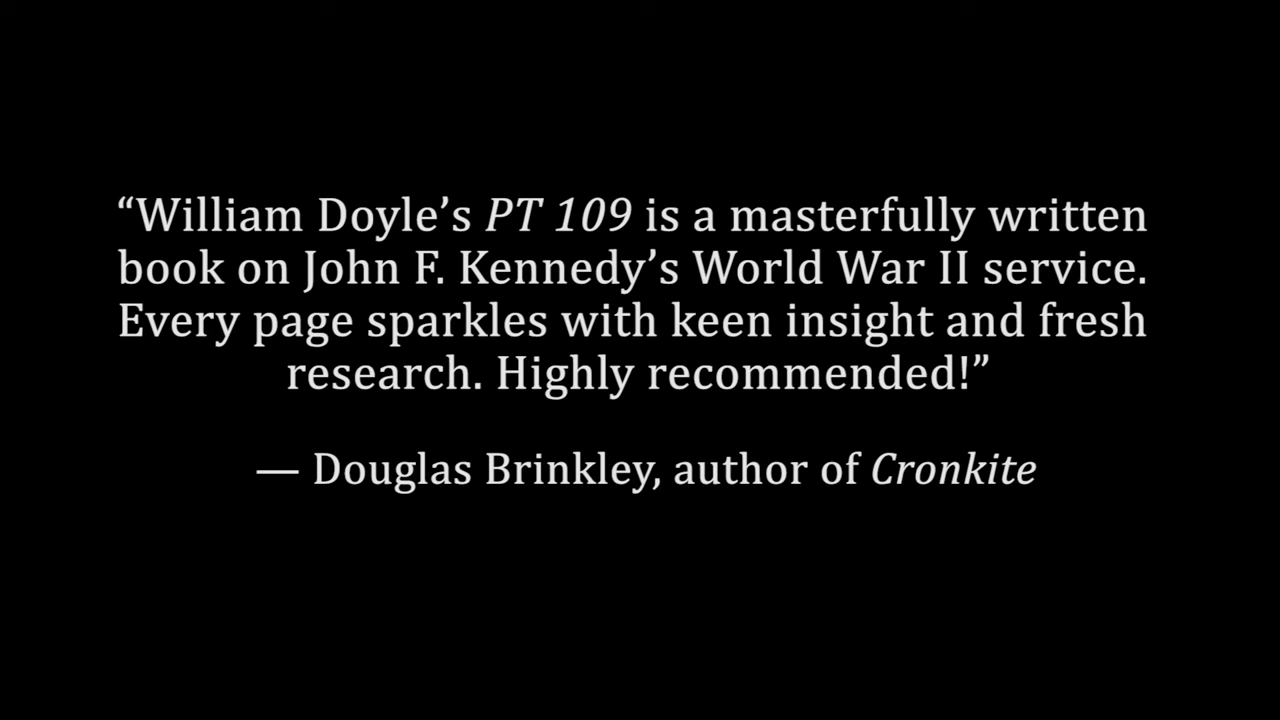 “William Doyle’s PT 109 is a masterfully written
book on John F. Kennedy’s World War II service.
Every page sparkles with keen insight and fresh
research. Highly recommended!”
— Douglas Brinkley, author of Cronkite